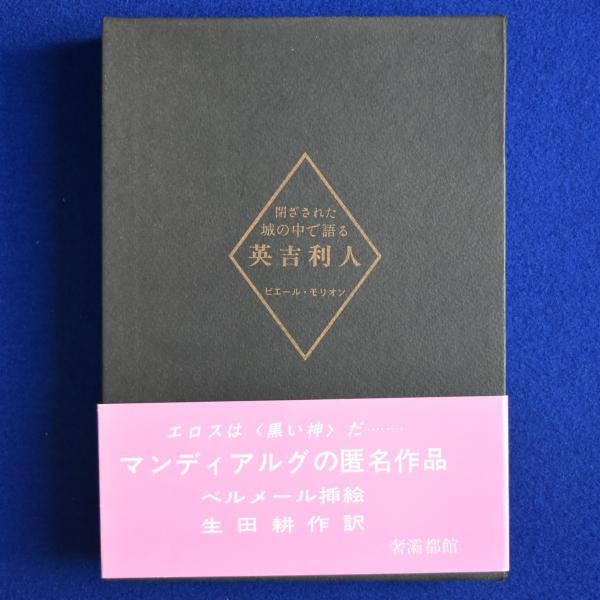 閉ざされた
城の中で語る
英吉利人
ピエール・モリオン
エロスは〈黒い神〉だ………
マンディアルグの匿名作品
ベルメール挿絵
生田耕作訳
奢灞都館